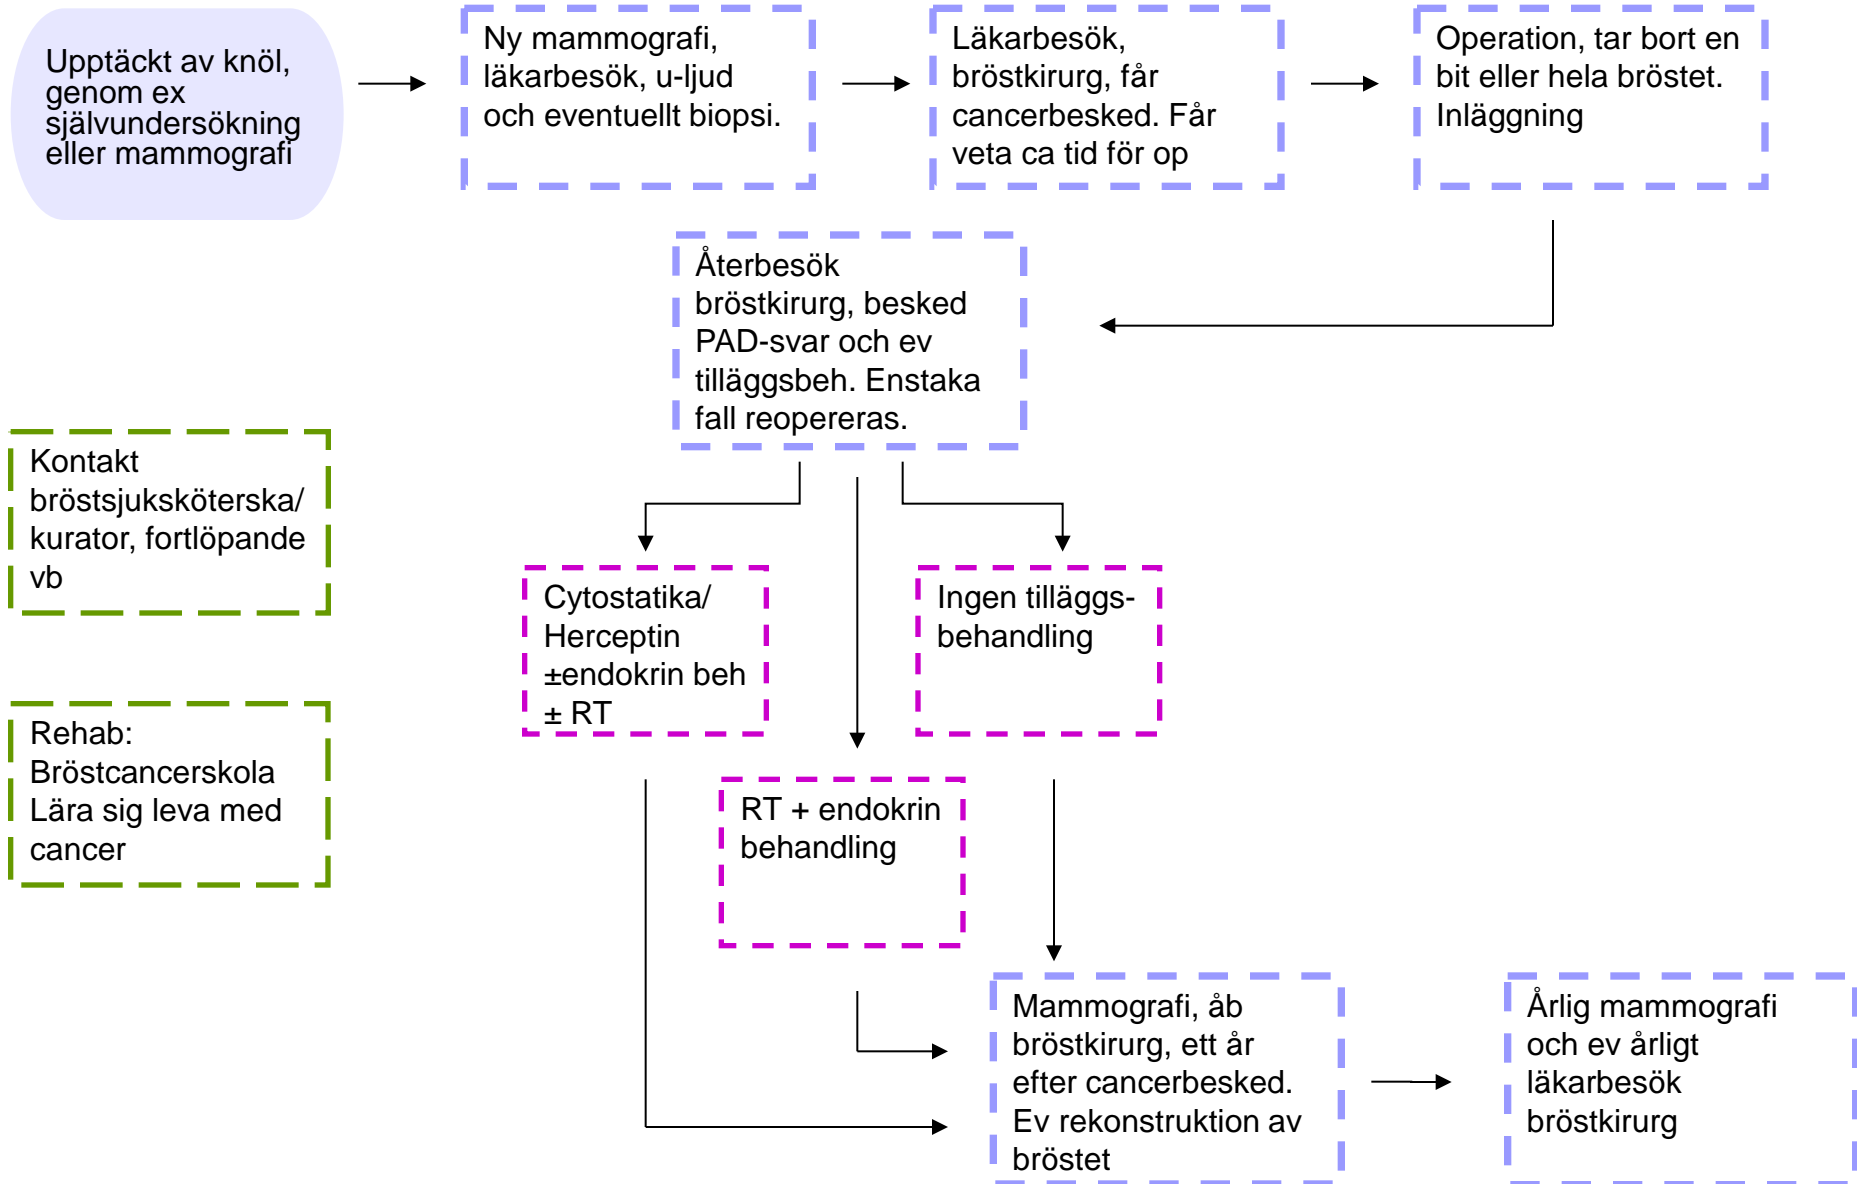 Upptäckt av knöl,
genom ex
självundersökning
eller mammografi
Ny mammografi,
läkarbesök, u-ljud
och eventuellt biopsi.
Läkarbesök,
bröstkirurg, får
cancerbesked. Får
veta ca tid för op
Operation, tar bort en
bit eller hela bröstet.
Inläggning
Återbesök
bröstkirurg, besked
PAD-svar och ev
tilläggsbeh. Enstaka
fall reopereras.
Kontakt
bröstsjuksköterska/
kurator, fortlöpande
vb
Cytostatika/
Herceptin
±endokrin beh
± RT
Ingen tilläggs-
behandling
Rehab:
Bröstcancerskola
Lära sig leva med
cancer
RT + endokrin
behandling
Mammografi, åb
bröstkirurg, ett år
efter cancerbesked.
Ev rekonstruktion av
bröstet
Årlig mammografi
och ev årligt
läkarbesök
bröstkirurg